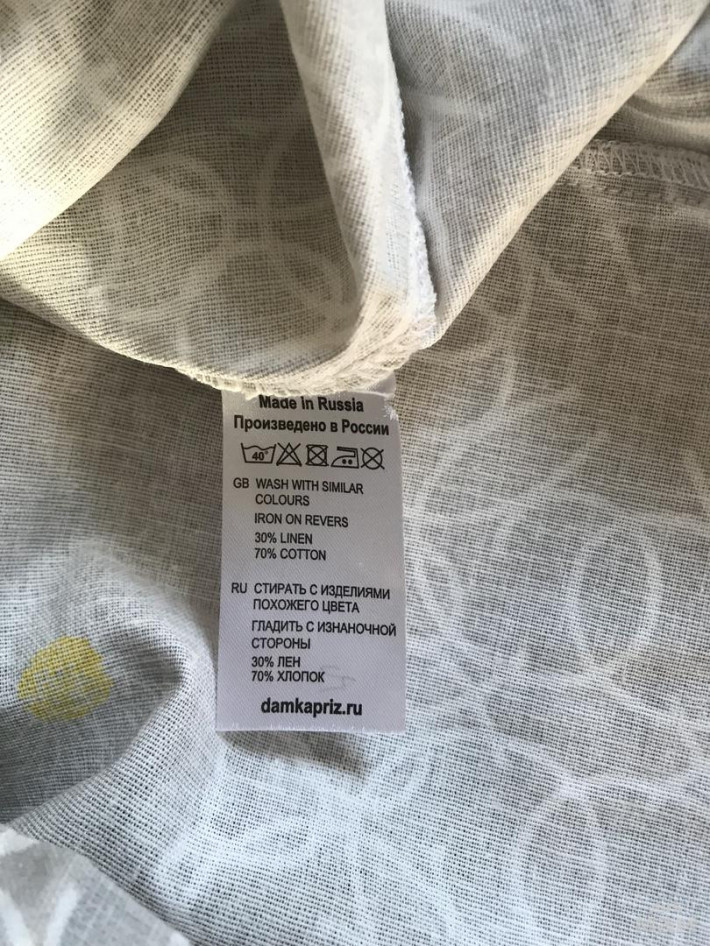 Made in Russia
Произведено в России
40°
GB WASH WITH SIMILAR
COLOURS
IRON ON REVERS
30% LINEN
70% COTTON
RU СТИРАТЬ С ИЗДЕЛИЯМИ
ПОХОЖЕГО ЦВЕТА
ГЛАДИТЬ С ИЗНАНОЧНОЙ
СТОРОНЫ
30% ЛЕН
70% ХЛОПОК
damkapriz.ru